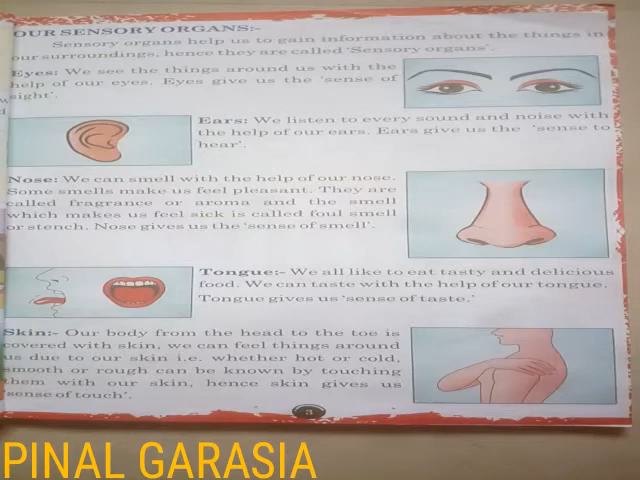 OUR SENSORY ORGANS:-
Sensory organs help us to gain information about the things in
our surroundings, hence they are called 'Sensory organs'.
Eyes: We see the things around us with the
help of our eyes. Eyes give us the 'sense of
sight'.
Ears: We listen to every sound and noise with
the help of our ears. Ears give us the 'sense to
hear'.
Nose: We can smell with the help of our nose.
Some smells make us feel pleasant. They are
called fragrance or aroma and the smell
which makes us feel sick is called foul smell
or stench. Nose gives us the 'sense of smell'.
Tongue:- We all like to eat tasty and delicious
food. We can taste with the help of our tongue.
Tongue gives us 'sense of taste.'
Skin:- Our body from the head to the toe is
covered with skin, we can feel things around
us due to our skin i.e. whether hot or cold,
smooth or rough can be known by touching
them with our skin, hence skin gives us
'sense of touch'.
3
PINAL GARASIA